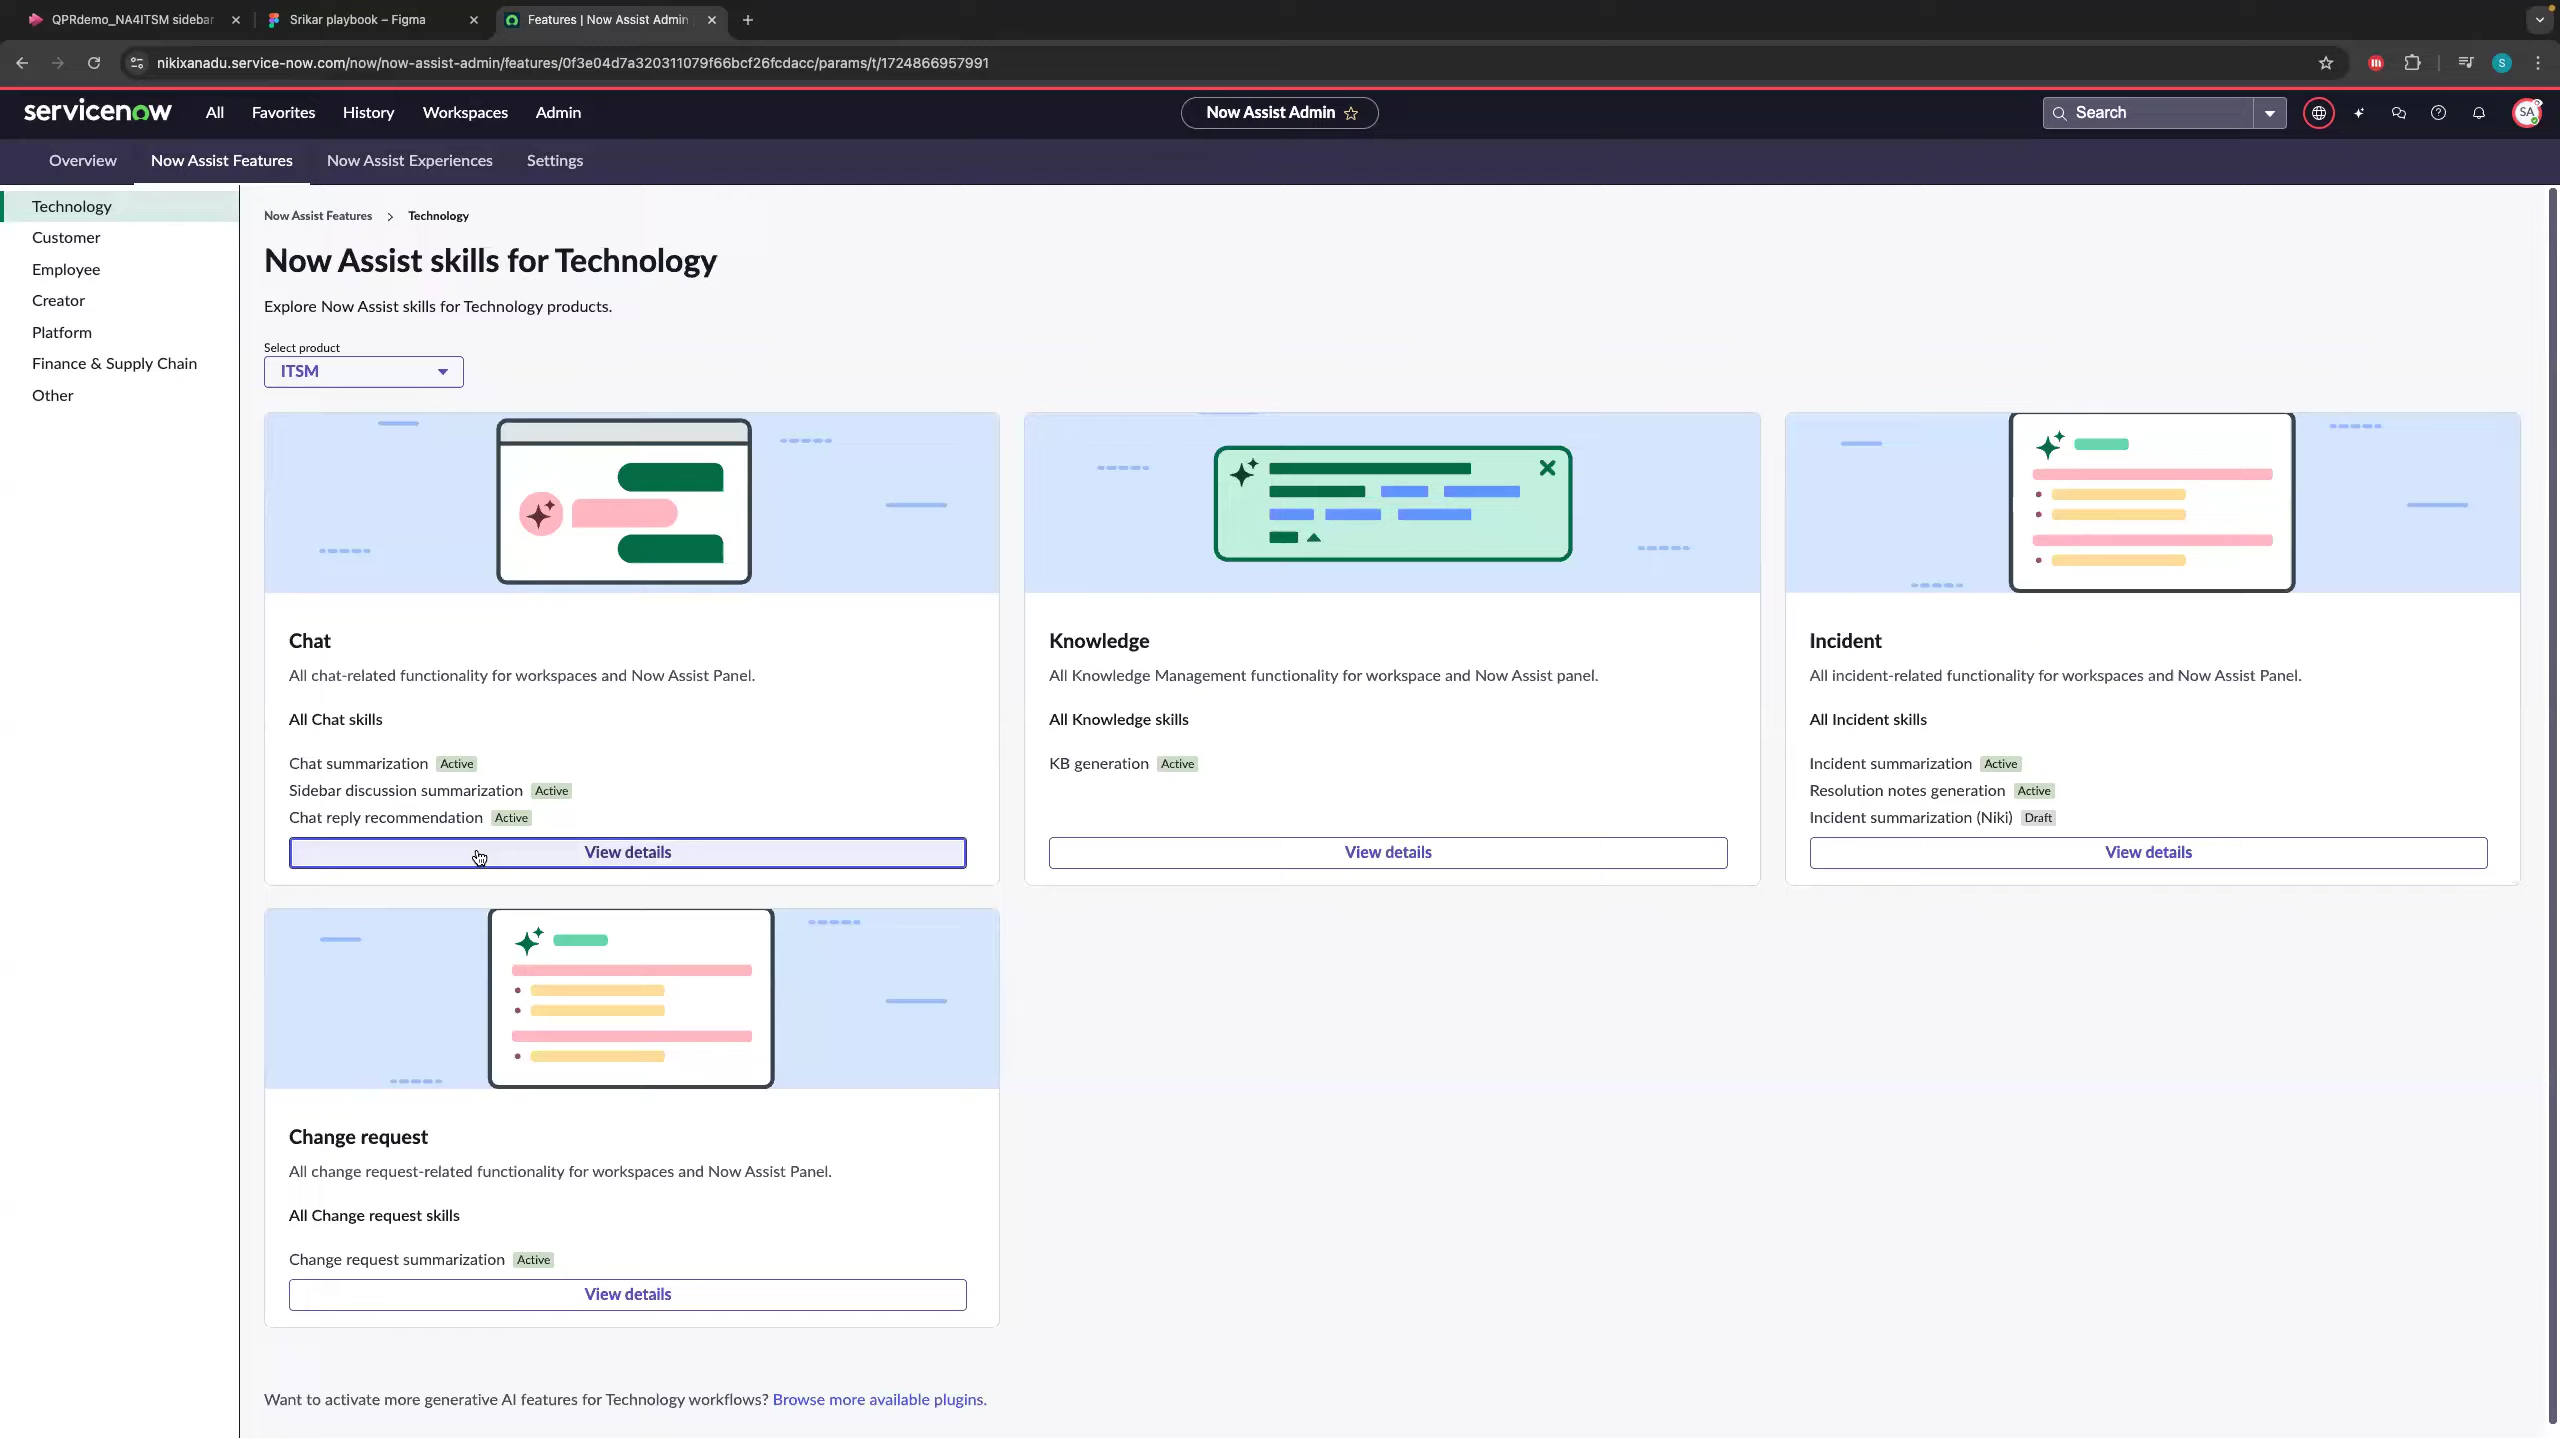 QPRdemo_NA4ITSM sidebar
Srikar playbook – Figma
Features | Now Assist Admin
nikixanadu.service-now.com/now/now-assist-admin/features/0f3e04d7a320311079f66bcf26fcdacc/params/t/1724866957991
S
servicenow
All
Favorites
History
Workspaces
Admin
Now Assist Admin
Search
SA
Overview
Now Assist Features
Now Assist Experiences
Settings
Technology
Customer
Employee
Creator
Platform
Finance & Supply Chain
Other
Now Assist Features > Technology
Now Assist skills for Technology
Explore Now Assist skills for Technology products.
Select product
ITSM
Chat
All chat-related functionality for workspaces and Now Assist Panel.
All Chat skills
Chat summarization Active
Sidebar discussion summarization Active
Chat reply recommendation Active
View details
Knowledge
All Knowledge Management functionality for workspace and Now Assist panel.
All Knowledge skills
KB generation Active
View details
Incident
All incident-related functionality for workspaces and Now Assist Panel.
All Incident skills
Incident summarization Active
Resolution notes generation Active
Incident summarization (Niki) Draft
View details
Change request
All change request-related functionality for workspaces and Now Assist Panel.
All Change request skills
Change request summarization Active
View details
Want to activate more generative AI features for Technology workflows? Browse more available plugins.